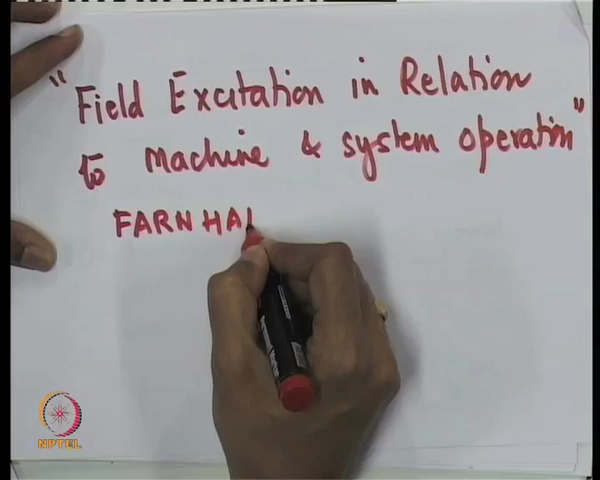 "Field Excitation in Relation
to Machine & system operation"
FARNHA
NPTEL